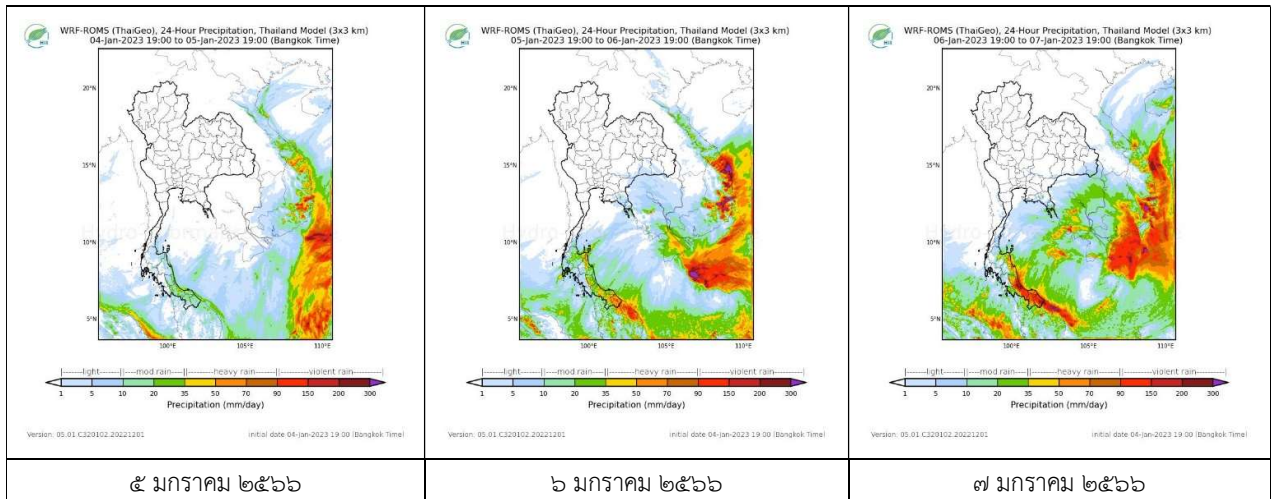 WRF-ROMS (ThaiGeo), 24-Hour Precipitation, Thailand Model (3x3 km)
04-Jan-2023 19:00 to 05-Jan-2023 19:00 (Bangkok Time)
20°N
15°N
10°N
5°N
100°E
105°E
110°E
|-------light-------||----mod.rain----||-------heavy rain-------||-------violent rain-------|
1 5 10 20 35 50 70 90 150 200 300
Precipitation (mm/day)
Version: 05.01.C320102.20221201
initial date 04-Jan-2023 19:00 (Bangkok Time)
๕ มกราคม ๒๕๖๖
WRF-ROMS (ThaiGeo), 24-Hour Precipitation, Thailand Model (3x3 km)
05-Jan-2023 19:00 to 06-Jan-2023 19:00 (Bangkok Time)
20°N
15°N
10°N
5°N
100°E
105°E
110°E
|-------light-------||----mod.rain----||-------heavy rain-------||-------violent rain-------|
1 5 10 20 35 50 70 90 150 200 300
Precipitation (mm/day)
Version: 05.01.C320102.20221201
initial date 04-Jan-2023 19:00 (Bangkok Time)
๖ มกราคม ๒๕๖๖
WRF-ROMS (ThaiGeo), 24-Hour Precipitation, Thailand Model (3x3 km)
06-Jan-2023 19:00 to 07-Jan-2023 19:00 (Bangkok Time)
20°N
15°N
10°N
5°N
100°E
105°E
110°E
|-------light-------||----mod.rain----||-------heavy rain-------||-------violent rain-------|
1 5 10 20 35 50 70 90 150 200 300
Precipitation (mm/day)
Version: 05.01.C320102.20221201
initial date 04-Jan-2023 19:00 (Bangkok Time)
๗ มกราคม ๒๕๖๖